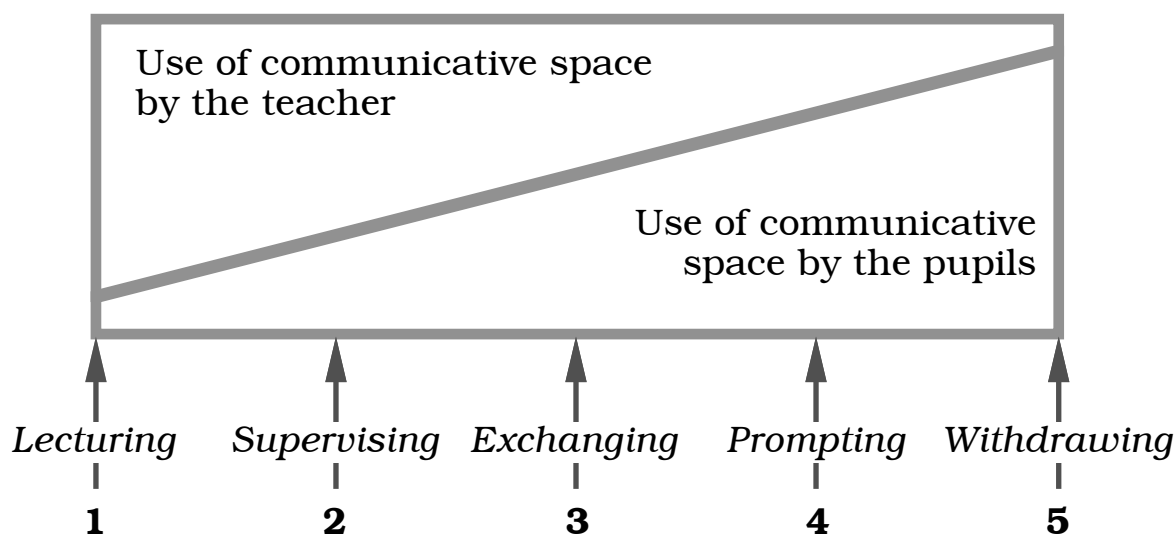 Use of communicative space
by the teacher
Use of communicative
space by the pupils
Lecturing Supervising Exchanging Prompting Withdrawing
1 2 3 4 5